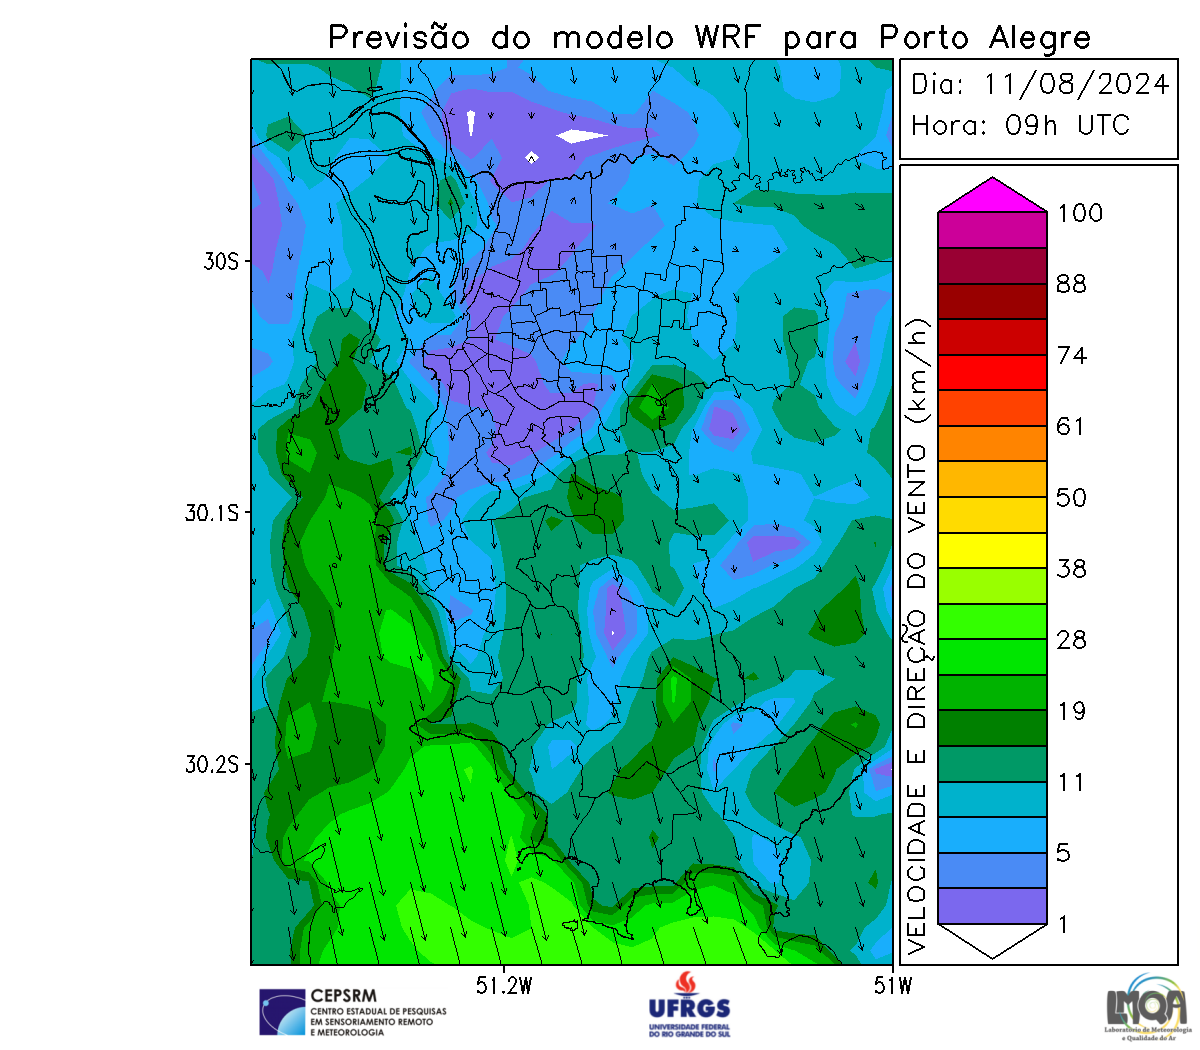 Previsão do modelo WRF para Porto Alegre
Dia: 11/08/2024
Hora: 09h UTC
30S
30.1S
30.2S
51.2W
51W
VELOCIDADE E DIREÇÃO DO VENTO (km/h)
100
88
74
61
50
38
28
19
11
5
1
CEPSRM
CENTRO ESTADUAL DE PESQUISAS
EM SENSORIAMENTO REMOTO
E METEOROLOGIA
UFRGS
UNIVERSIDADE FEDERAL
DO RIO GRANDE DO SUL
LMQA
Laboratório de Meteorologia
e Qualidade do Ar